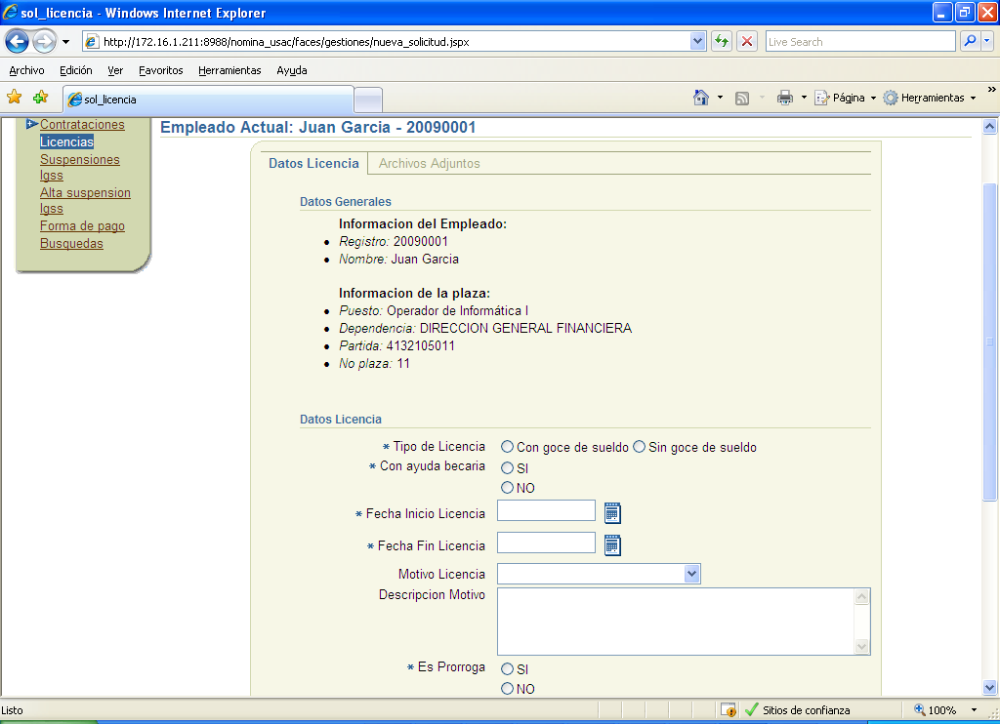 sol_licencia - Windows Internet Explorer
http://172.16.1.211:8988/nomina_usac/faces/gestiones/nueva_solicitud.jspx
Live Search
Archivo Edición Ver Favoritos Herramientas Ayuda
sol_licencia
Página Herramientas »
Contrataciones
Licencias
Suspensiones
Igss
Alta suspension
Igss
Forma de pago
Busquedas
Empleado Actual: Juan Garcia - 20090001
Datos Licencia Archivos Adjuntos
Datos Generales
Informacion del Empleado:
• Registro: 20090001
• Nombre: Juan Garcia
Informacion de la plaza:
• Puesto: Operador de Informática I
• Dependencia: DIRECCION GENERAL FINANCIERA
• Partida: 4132105011
• No plaza: 11
Datos Licencia
* Tipo de Licencia Con goce de sueldo Sin goce de sueldo
* Con ayuda becaria SI
NO
* Fecha Inicio Licencia
* Fecha Fin Licencia
Motivo Licencia
Descripcion Motivo
* Es Prorroga SI
NO
Listo Sitios de confianza 100%